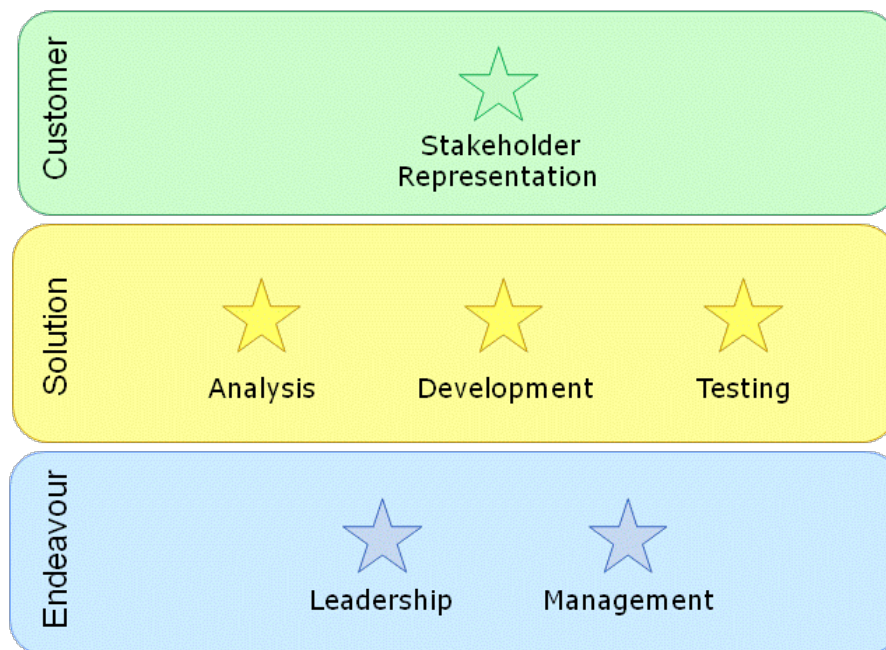 Customer
Stakeholder
Representation
Solution
Analysis
Development
Testing
Endeavour
Leadership
Management